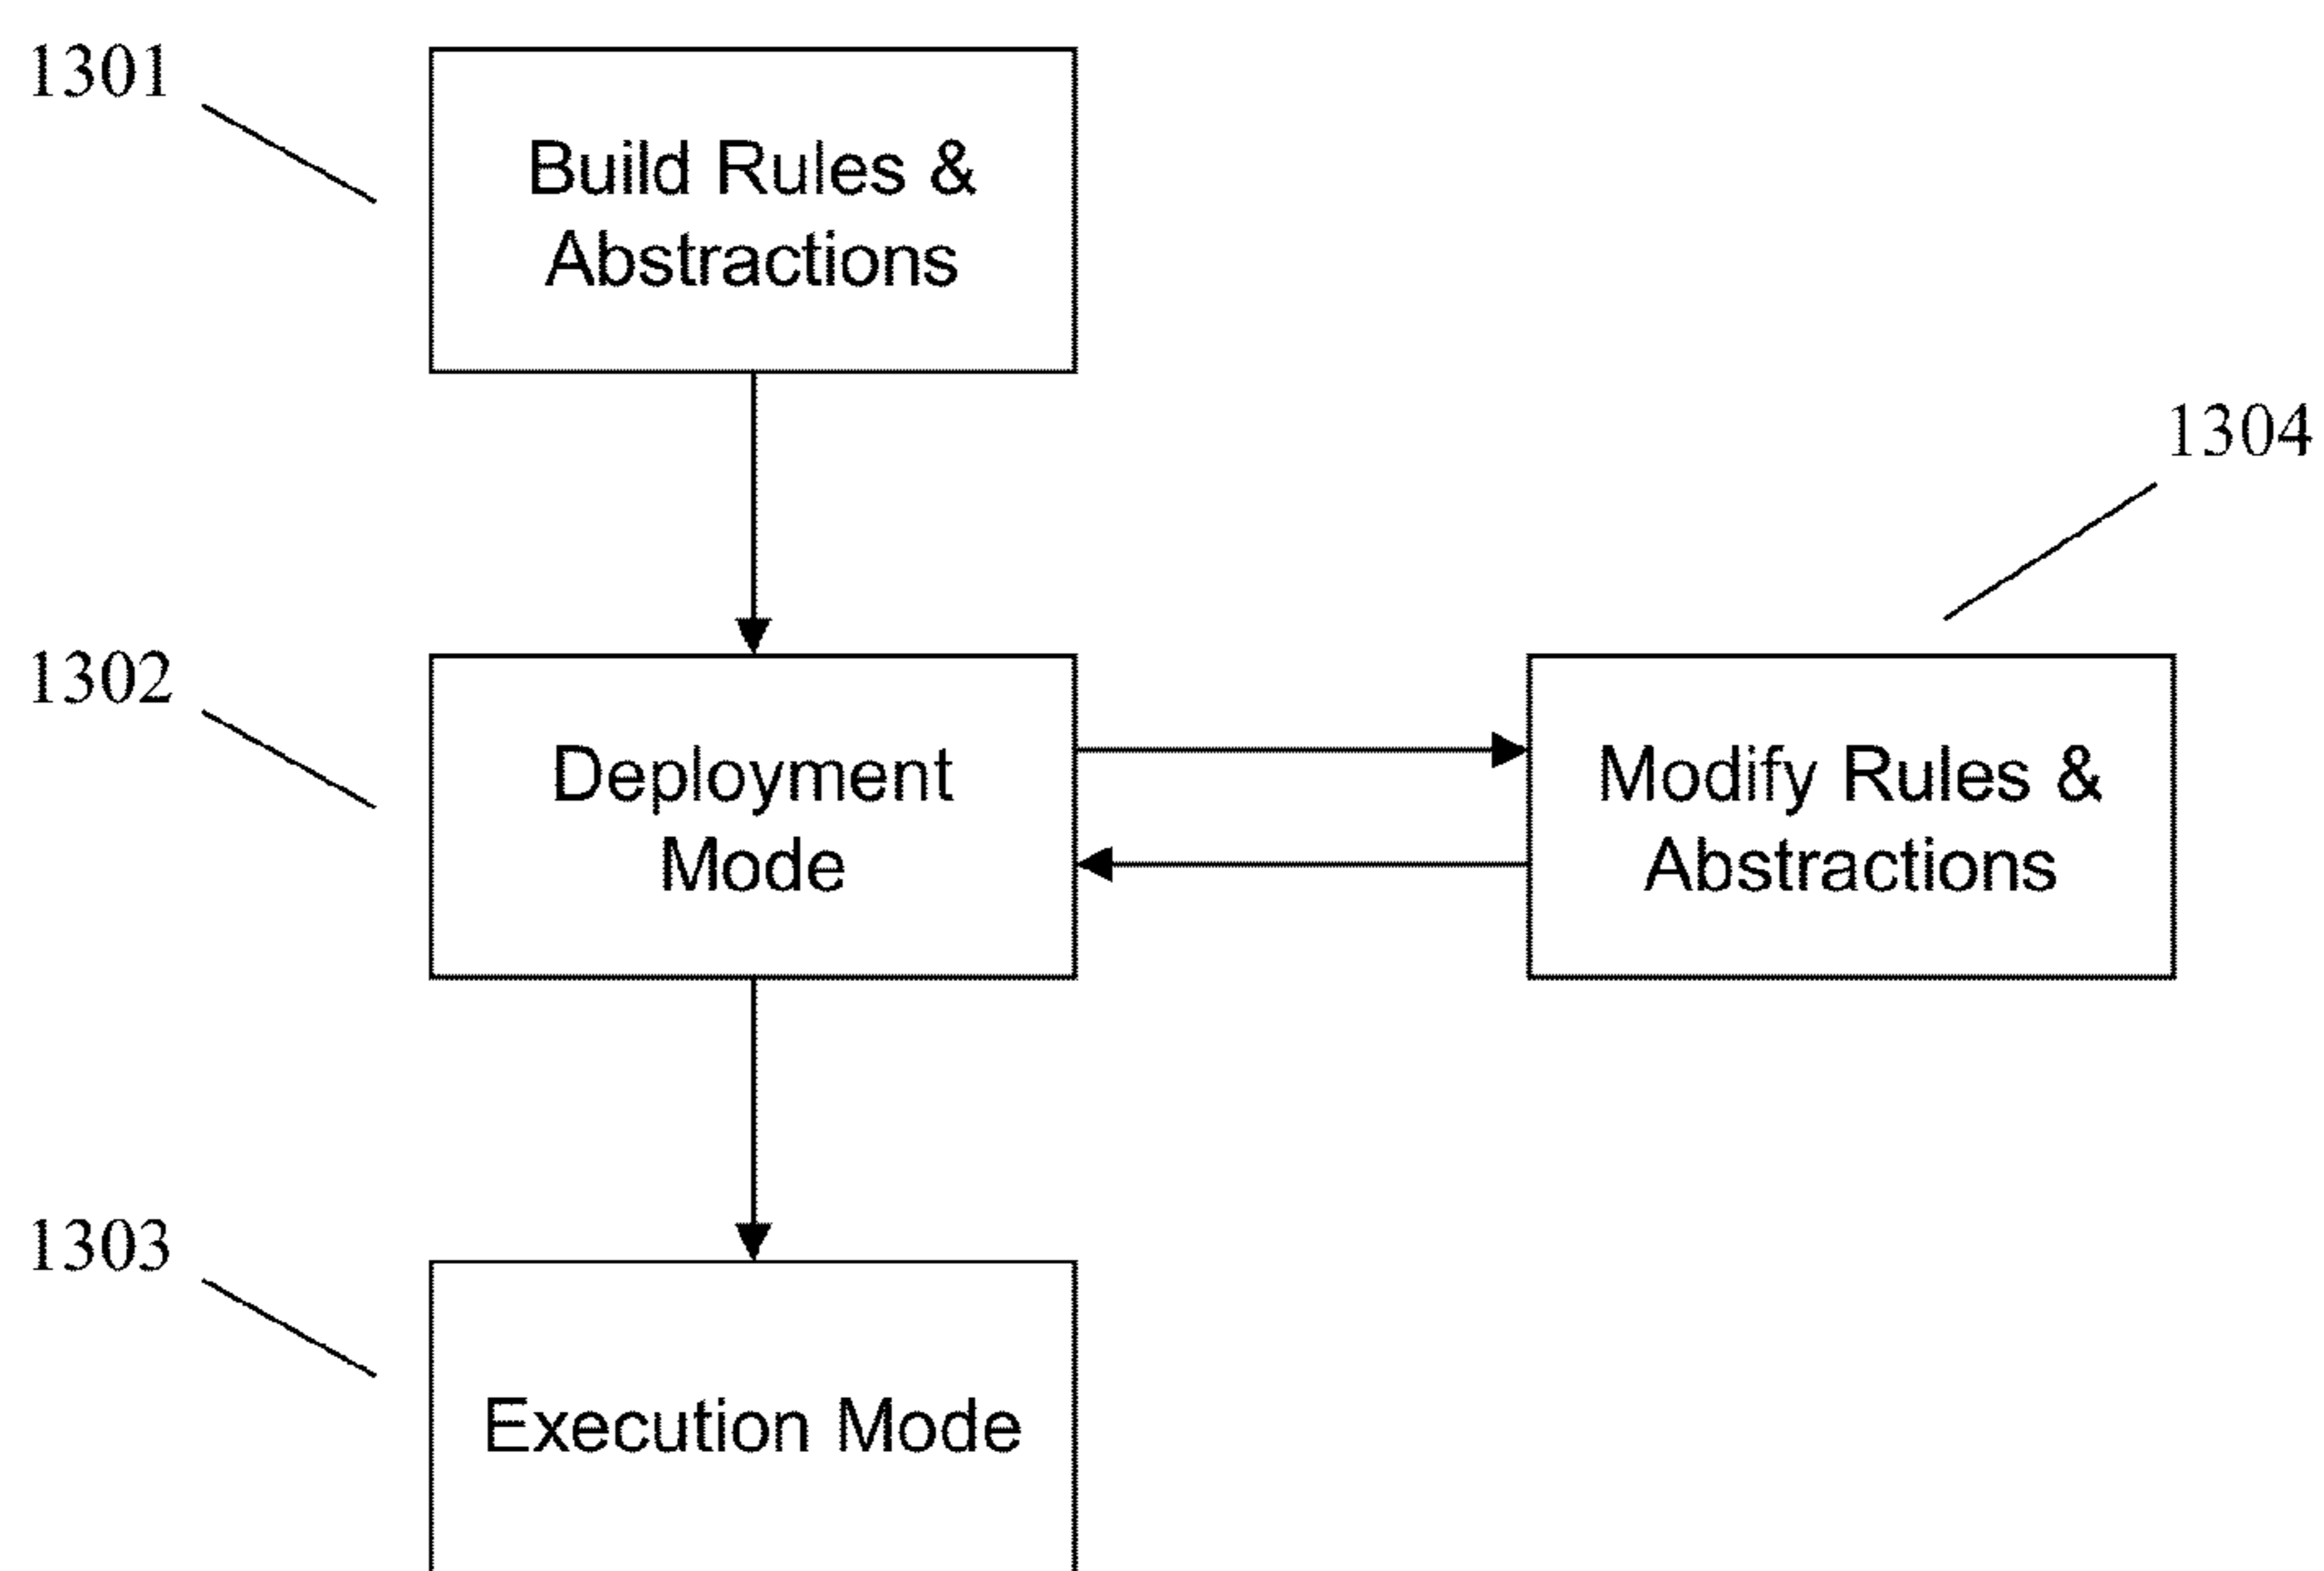 1301
Build Rules &
Abstractions
1304
1302
Deployment
Mode
Modify Rules &
Abstractions
1303
Execution Mode